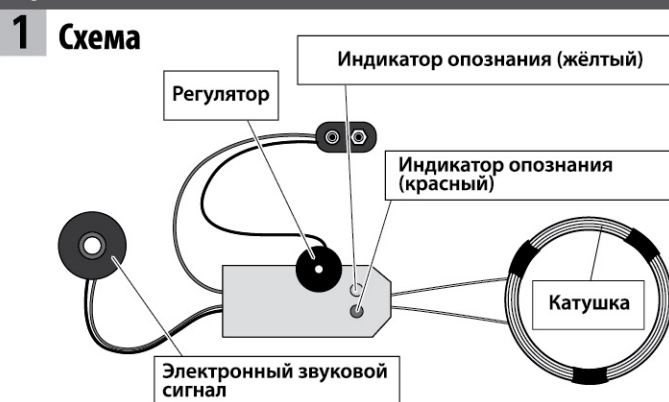 1 Схема
Индикатор опознания (жёлтый)
Регулятор
Индикатор опознания
(красный)
Катушка
Электронный звуковой
сигнал